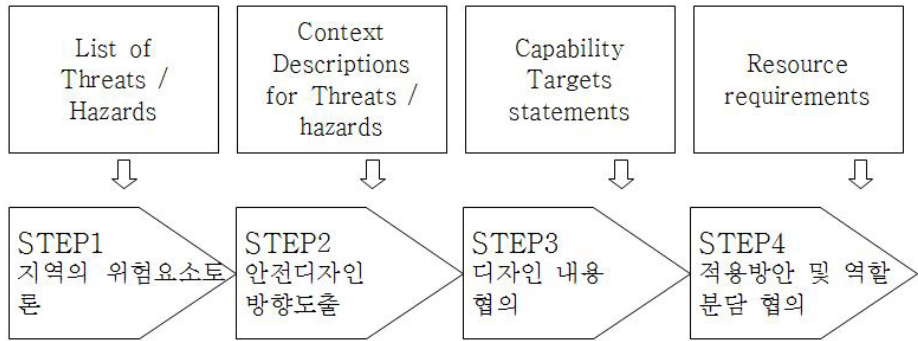 List of
Threats /
Hazards
Context
Descriptions
for Threats /
hazards
Capability
Targets
statements
Resource
requirements
STEP1
지역의 위험요소토
론
STEP2
안전디자인
방향도출
STEP3
디자인 내용
협의
STEP4
적용방안 및 역할
분담 협의